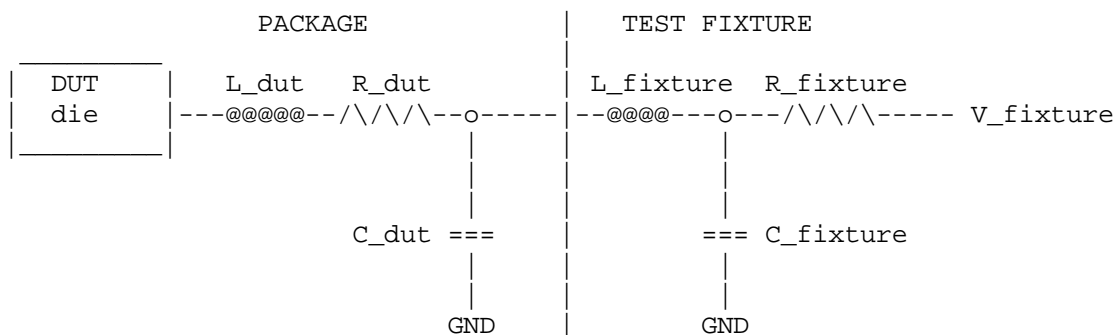 PACKAGE | TEST FIXTURE
DUT L_dut R_dut L_fixture R_fixture
die |---@@@@@--/\/\/\--o-----|--@@@@---o---/\/\/\----- V_fixture
C_dut === === C_fixture
GND GND